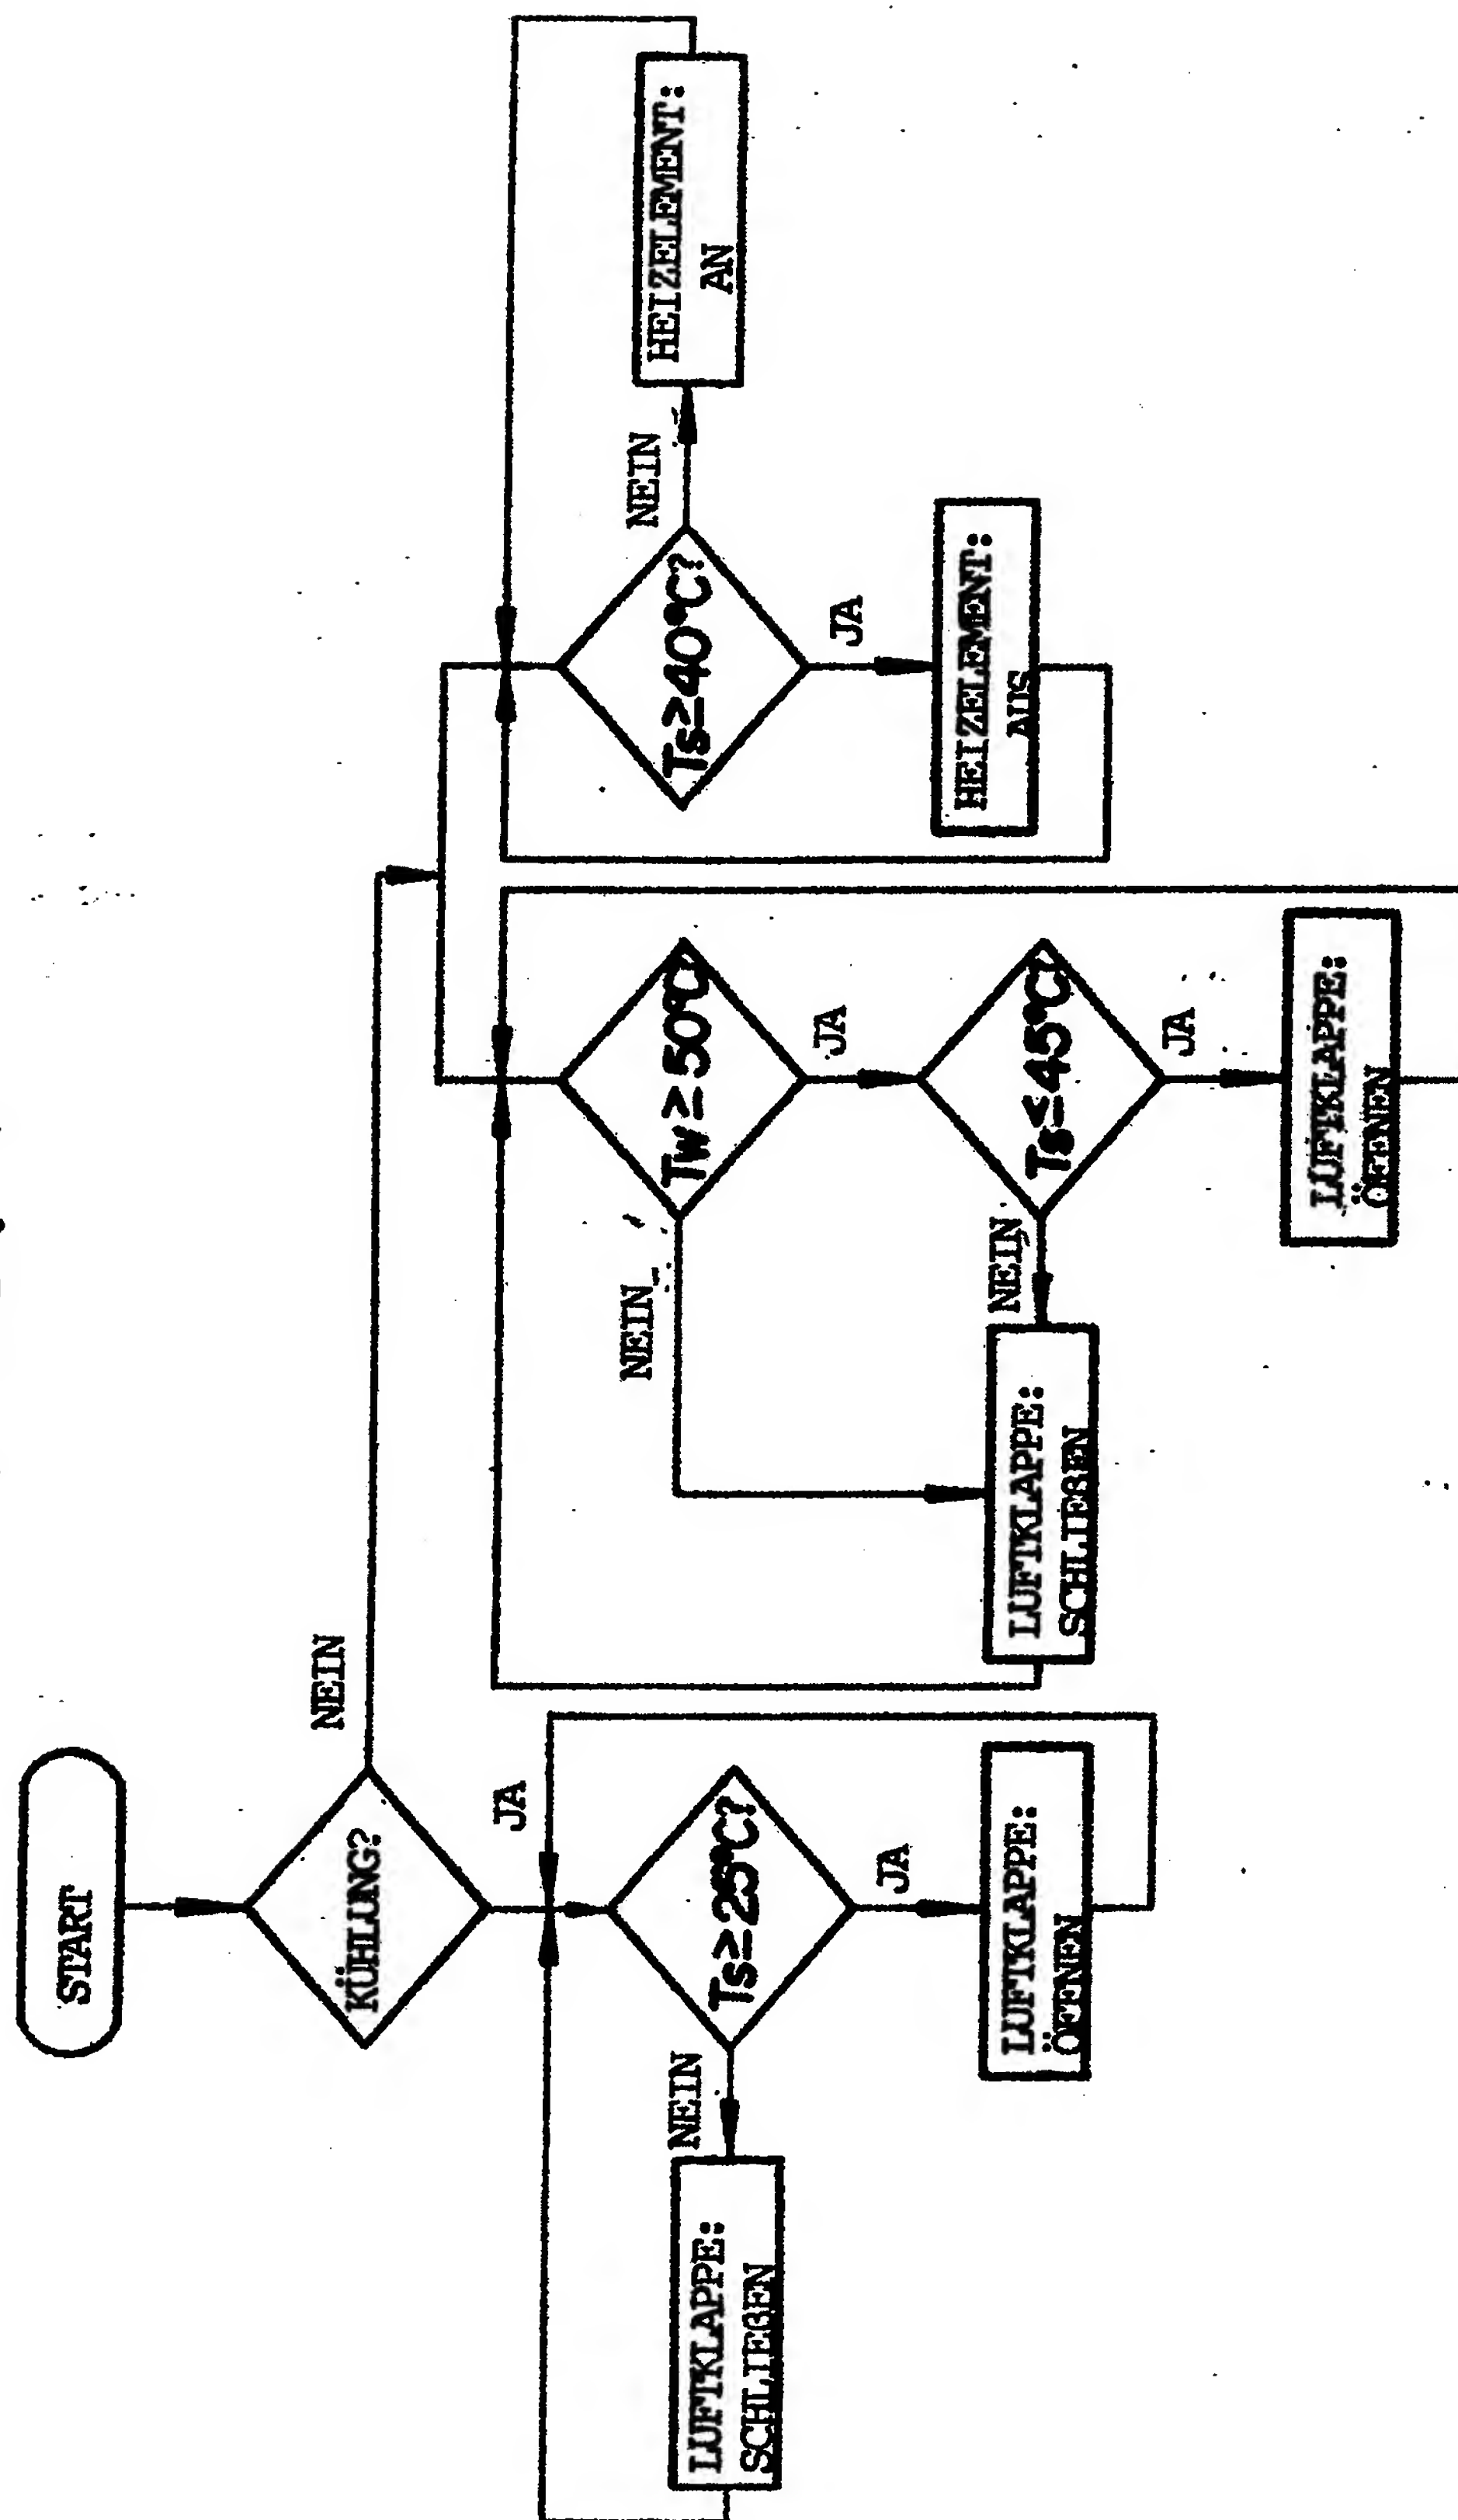 START
KÜHLUNG?
NEIN
JA
Ts≥25°C?
NEIN
JA
LUFTKLAPPE:
SCHLIEßEN
LUFTKLAPPE:
ÖFFNEN
Tw≥50°C
NEIN
JA
Ts≤45°C
NEIN
JA
LUFTKLAPPE:
SCHLIEßEN
LUFTKLAPPE:
ÖFFNEN
Ts≥40°C?
NEIN
JA
HEIZELEMENT:
AN
HEIZELEMENT:
AUS